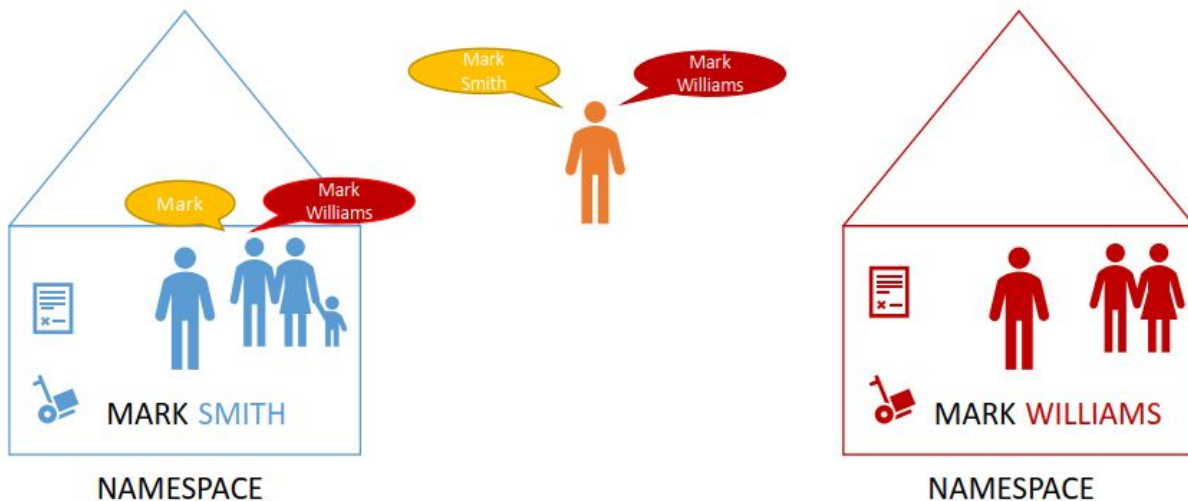 Mark
Smith
Mark
Williams
Mark
Mark
Williams
MARK SMITH
MARK WILLIAMS
NAMESPACE
NAMESPACE